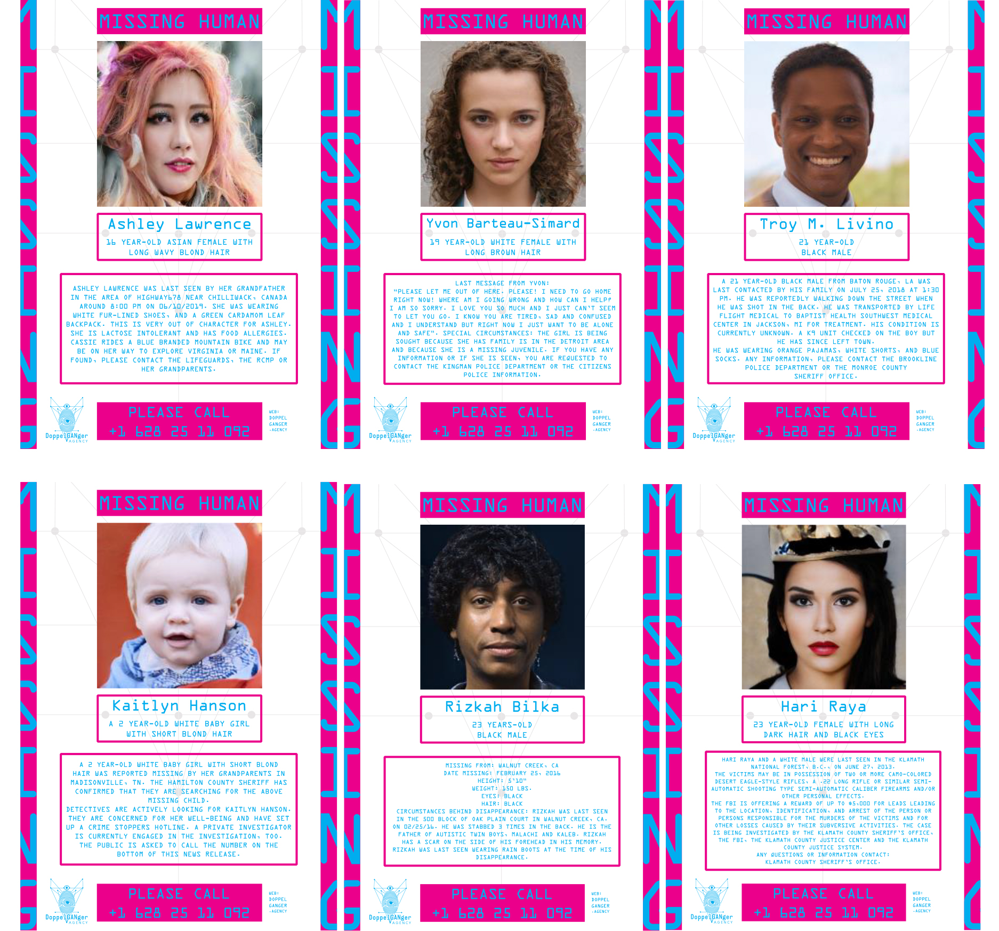 MISSING HUMAN
Ashley Lawrence
16 YEAR-OLD ASIAN FEMALE WITH
LONG WAVY BLOND HAIR
ASHLEY LAWRENCE WAS LAST SEEN BY HER GRANDFATHER
IN THE AREA OF HIGHWAY678 NEAR CHILLIWACK, CANADA
AROUND 8:00 PM ON 06/10/2019. SHE WAS WEARING
WHITE FUR-LINED SHOES, AND A GREEN CARDAMOM LEAF
BACKPACK. THIS IS VERY OUT OF CHARACTER FOR ASHLEY.
SHE IS LACTOSE INTOLERANT AND HAS FOOD ALLERGIES.
CASSIE RIDES A BLUE BRANDED MOUNTAIN BIKE AND MAY
BE ON HER WAY TO EXPLORE VIRGINIA OR MAINE. IF
FOUND, PLEASE CONTACT THE LIFEGUARDS, THE RCMP OR
HER GRANDPARENTS.
PLEASE CALL
+1 628 25 11 092
DoppelGANger
AGENCY
WEB:
DOPPEL
GANGER
.AGENCY
MISSING
MISSING
MISSING HUMAN
Yvon Barteau-Simard
19 YEAR-OLD WHITE FEMALE WITH
LONG BROWN HAIR
LAST MESSAGE FROM YVON:
"PLEASE LET ME OUT OF HERE. PLEASE! I NEED TO GO HOME
RIGHT NOW! WHERE AM I GOING WRONG AND HOW CAN I HELP?
I AM SO SORRY. I LOVE YOU SO MUCH AND I JUST CAN'T SEEM
TO LET YOU GO. I KNOW YOU ARE TIRED, SAD AND CONFUSED
AND I UNDERSTAND BUT RIGHT NOW I JUST WANT TO BE ALONE
AND SAFE". SPECIAL CIRCUMSTANCES: THE GIRL IS BEING
SOUGHT BECAUSE SHE HAS FAMILY IS IN THE DETROIT AREA
AND BECAUSE SHE IS A MISSING JUVENILE. IF YOU HAVE ANY
INFORMATION OR IF SHE IS SEEN, YOU ARE REQUESTED TO
CONTACT THE KINGMAN POLICE DEPARTMENT OR THE CITIZENS
POLICE INFORMATION.
PLEASE CALL
+1 628 25 11 092
DoppelGANger
AGENCY
WEB:
DOPPEL
GANGER
.AGENCY
MISSING
MISSING
MISSING HUMAN
Troy M. Livino
21 YEAR-OLD
BLACK MALE
A 21 YEAR-OLD BLACK MALE FROM BATON ROUGE, LA WAS
LAST CONTACTED BY HIS FAMILY ON JULY 25, 2018 AT 1:30
PM. HE WAS REPORTEDLY WALKING DOWN THE STREET WHEN
HE WAS SHOT IN THE BACK. HE WAS TRANSPORTED BY LIFE
FLIGHT MEDICAL TO BAPTIST HEALTH SOUTHWEST MEDICAL
CENTER IN JACKSON, MI FOR TREATMENT. HIS CONDITION IS
CURRENTLY UNKNOWN. A K9 UNIT CHECKED ON THE BOY BUT
HE HAS SINCE LEFT TOWN.
HE WAS WEARING ORANGE PAJAMAS, WHITE SHORTS, AND BLUE
SOCKS. ANY INFORMATION, PLEASE CONTACT THE BROOKLINE
POLICE DEPARTMENT OR THE MONROE COUNTY
SHERIFF OFFICE.
PLEASE CALL
+1 628 25 11 092
DoppelGANger
AGENCY
WEB:
DOPPEL
GANGER
.AGENCY
MISSING
MISSING
MISSING HUMAN
Kaitlyn Hanson
A 2 YEAR-OLD WHITE BABY GIRL
WITH SHORT BLOND HAIR
A 2 YEAR-OLD WHITE BABY GIRL WITH SHORT BLOND
HAIR WAS REPORTED MISSING BY HER GRANDPARENTS IN
MADISONVILLE, TN. THE HAMILTON COUNTY SHERIFF HAS
CONFIRMED THAT THEY ARE SEARCHING FOR THE ABOVE
MISSING CHILD.
DETECTIVES ARE ACTIVELY LOOKING FOR KAITLYN HANSON.
THEY ARE CONCERNED FOR HER WELL-BEING AND HAVE SET
UP A CRIME STOPPERS HOTLINE. A PRIVATE INVESTIGATOR
IS CURRENTLY ENGAGED IN THE INVESTIGATION, TOO.
THE PUBLIC IS ASKED TO CALL THE NUMBER ON THE
BOTTOM OF THIS NEWS RELEASE.
PLEASE CALL
+1 628 25 11 092
DoppelGANger
AGENCY
WEB:
DOPPEL
GANGER
.AGENCY
MISSING
MISSING
MISSING HUMAN
Rizkah Bilka
23 YEARS-OLD
BLACK MALE
MISSING FROM: WALNUT CREEK, CA
DATE MISSING: FEBRUARY 25, 2016
HEIGHT: 5'10"
WEIGHT: 150 LBS.
EYES: BLACK
HAIR: BLACK
CIRCUMSTANCES BEHIND DISAPPEARANCE: RIZKAH WAS LAST SEEN
IN THE 500 BLOCK OF OAK PLAIN COURT IN WALNUT CREEK, CA.
ON 02/25/16. HE WAS STABBED 3 TIMES IN THE BACK. HE IS THE
FATHER OF AUTISTIC TWIN BOYS, MALACHI AND KALEB. RIZKAH
HAS A SCAR ON THE SIDE OF HIS FOREHEAD IN HIS MEMORY.
RIZKAH WAS LAST SEEN WEARING RAIN BOOTS AT THE TIME OF HIS
DISAPPEARANCE.
PLEASE CALL
+1 628 25 11 092
DoppelGANger
AGENCY
WEB:
DOPPEL
GANGER
.AGENCY
MISSING
MISSING
MISSING HUMAN
Hari Raya
23 YEAR-OLD FEMALE WITH LONG
DARK HAIR AND BLACK EYES
HARI RAYA AND A WHITE MALE WERE LAST SEEN IN THE KLAMATH
NATIONAL FOREST, B.C., ON JUNE 27, 2013.
THE VICTIMS MAY BE IN POSSESSION OF TWO OR MORE CAMO-COLORED
DESERT EAGLE-STYLE RIFLES, A .22 LONG RIFLE OR SIMILAR SEMI-
AUTOMATIC SHOOTING TYPE SEMI-AUTOMATIC CALIBER FIREARMS AND/OR
OTHER PERSONAL EFFECTS.
THE FBI IS OFFERING A REWARD OF UP TO $5,000 FOR LEADS LEADING
TO THE LOCATION, IDENTIFICATION, AND ARREST OF THE PERSON OR
PERSONS RESPONSIBLE FOR THE MURDERS OF THE VICTIMS AND FOR
OTHER LOSSES CAUSED BY THEIR SUBVERSIVE ACTIVITIES. THE CASE
IS BEING INVESTIGATED BY THE KLAMATH COUNTY SHERIFF'S OFFICE,
THE FBI, THE KLAMATH COUNTY JUSTICE CENTER AND THE KLAMATH
COUNTY JUSTICE SYSTEM.
ANY QUESTIONS OR INFORMATION CONTACT:
KLAMATH COUNTY SHERIFF'S OFFICE.
PLEASE CALL
+1 628 25 11 092
DoppelGANger
AGENCY
WEB:
DOPPEL
GANGER
.AGENCY
MISSING
MISSING